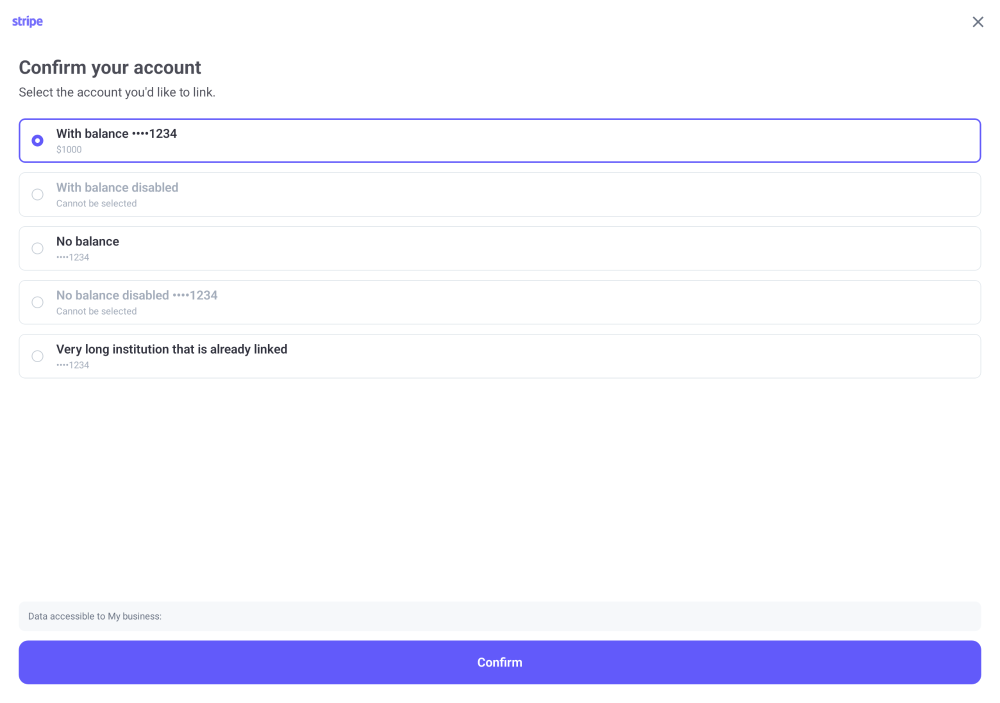 stripe
Confirm your account
Select the account you'd like to link.
With balance ••••1234
$1000
With balance disabled
Cannot be selected
No balance
••••1234
No balance disabled ••••1234
Cannot be selected
Very long institution that is already linked
••••1234
Data accessible to My business:
Confirm